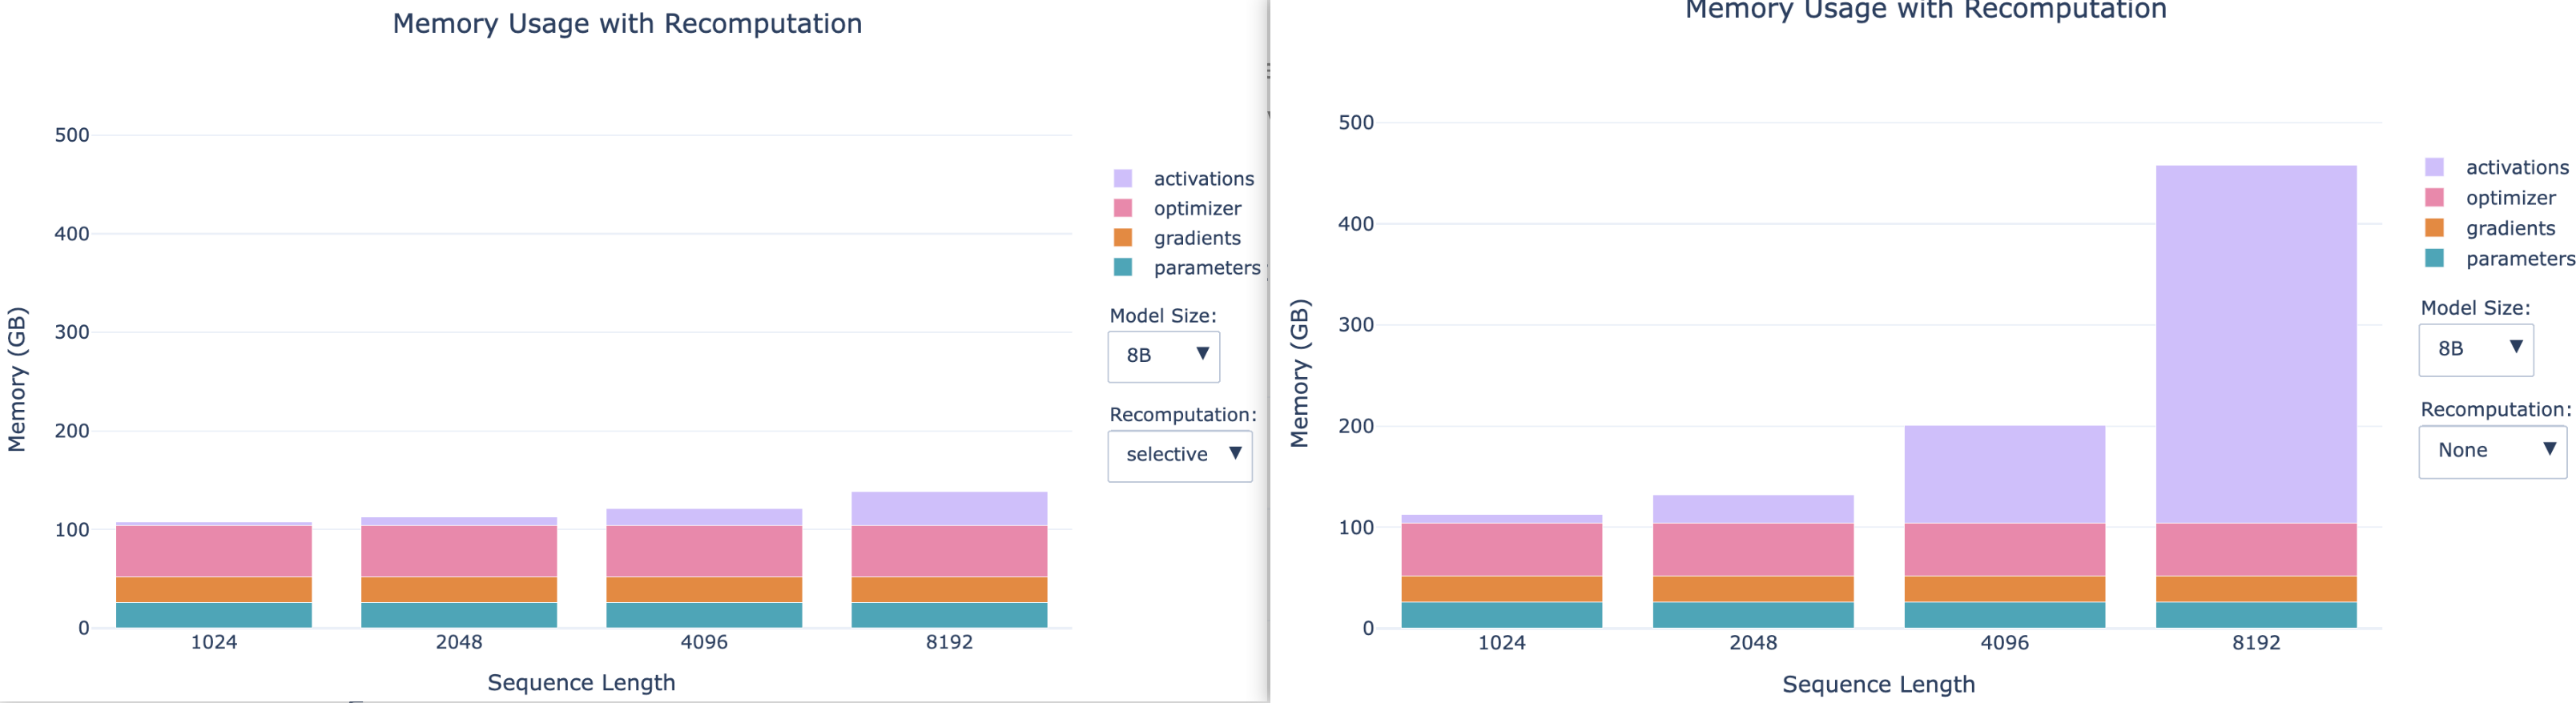 Memory Usage with Recomputation
500
400
300
200
100
0
Memory (GB)
1024
2048
4096
8192
Sequence Length
activations
optimizer
gradients
parameters
Model Size:
8B
Recomputation:
selective
Memory Usage with Recomputation
500
400
300
200
100
0
Memory (GB)
1024
2048
4096
8192
Sequence Length
activations
optimizer
gradients
parameters
Model Size:
8B
Recomputation:
None